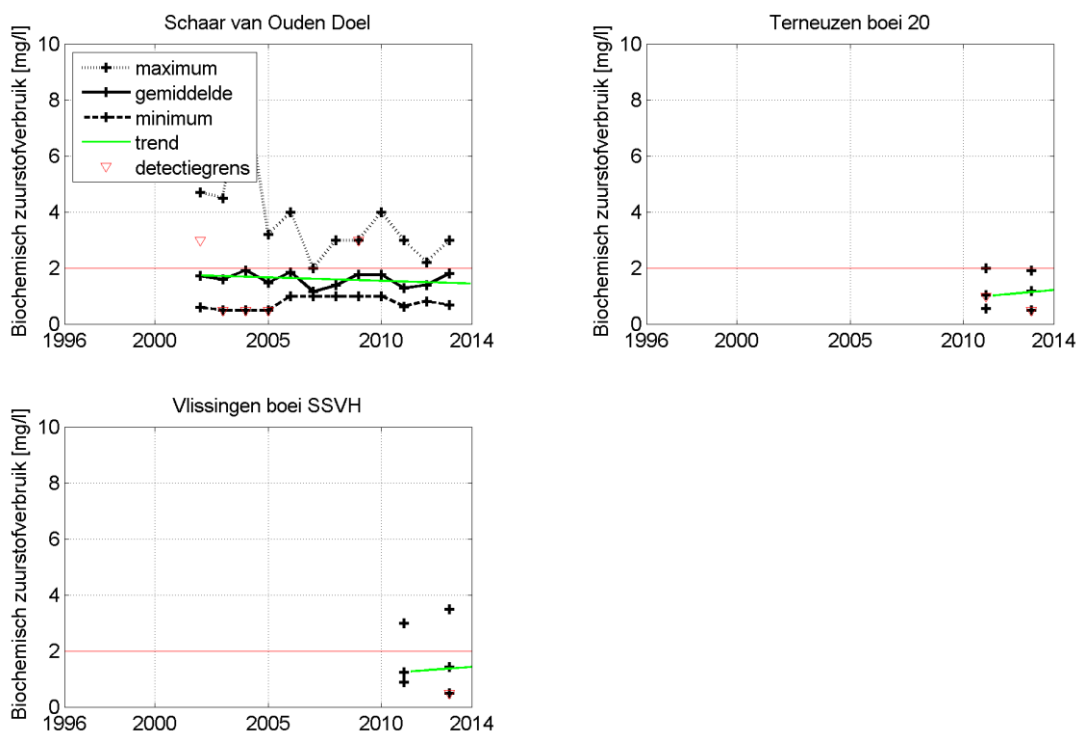 Schaar van Ouden Doel
Biochemisch zuurstofverbruik [mg/l]
10
8
6
4
2
0
maximum
gemiddelde
minimum
trend
detectiegrens
1996 2000 2005 2010 2014
Terneuzen boei 20
Biochemisch zuurstofverbruik [mg/l]
10
8
6
4
2
0
1996 2000 2005 2010 2014
Vlissingen boei SSVH
Biochemisch zuurstofverbruik [mg/l]
10
8
6
4
2
0
1996 2000 2005 2010 2014